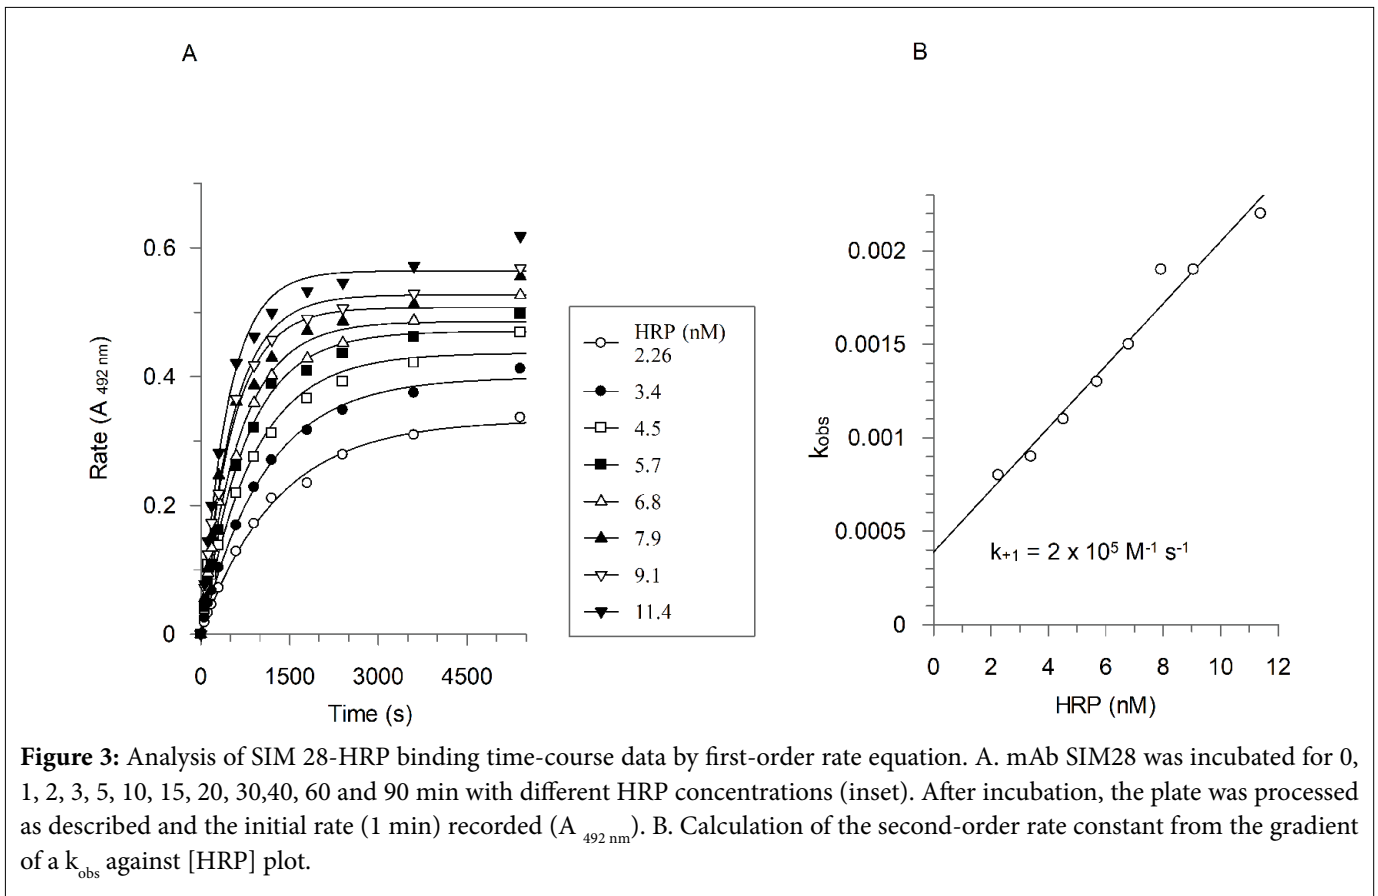 A
B
0.6
0.4
0.2
0
Rate (A 492 nm)
0 1500 3000 4500
Time (s)
HRP (nM)
2.26
3.4
4.5
5.7
6.8
7.9
9.1
11.4
0.002
0.0015
0.001
0.0005
0
kobs
k+1 = 2 x 10⁵ M⁻¹ s⁻¹
0 2 4 6 8 10 12
HRP (nM)
Figure 3: Analysis of SIM 28-HRP binding time-course data by first-order rate equation. A. mAb SIM28 was incubated for 0,
1, 2, 3, 5, 10, 15, 20, 30,40, 60 and 90 min with different HRP concentrations (inset). After incubation, the plate was processed
as described and the initial rate (1 min) recorded (A 492 nm). B. Calculation of the second-order rate constant from the gradient
of a kobs against [HRP] plot.